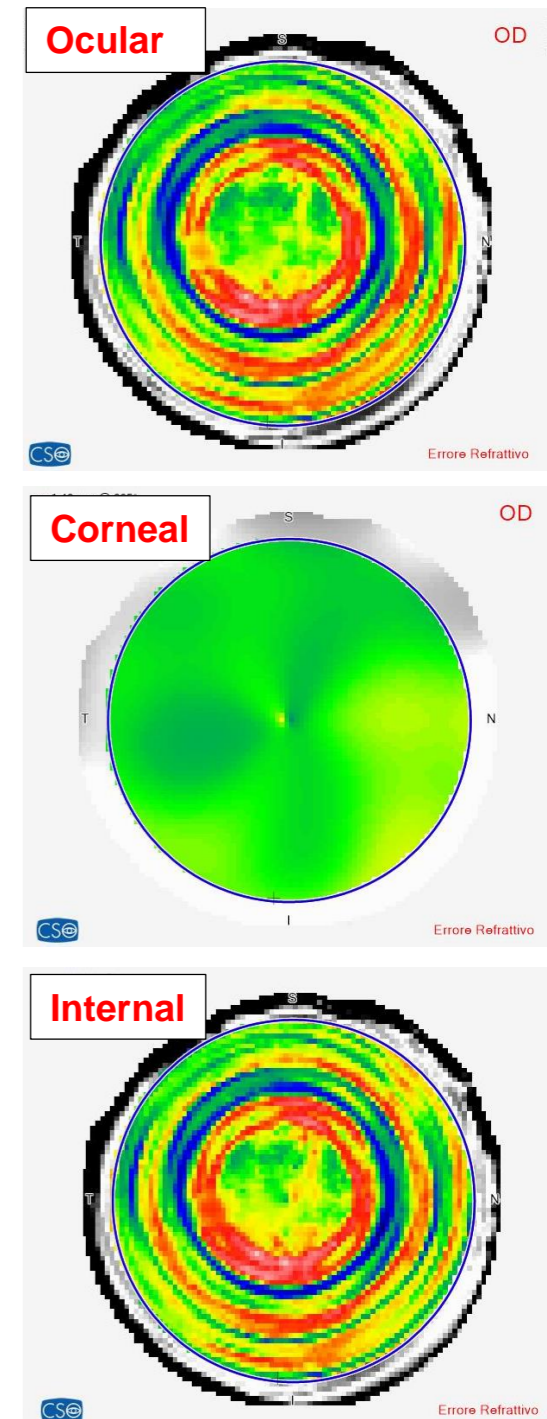 Ocular
S
OD
T
N
I
CSO
Errore Refrattivo
Corneal
S
OD
T
N
I
CSO
Errore Refrattivo
Internal
S
T
N
I
CSO
Errore Refrattivo